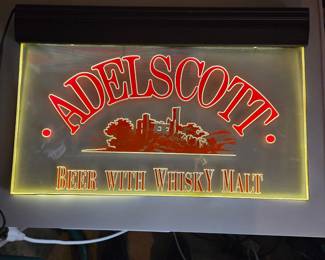 · ADELSCOTT ·
BEER WITH WHISKY MALT